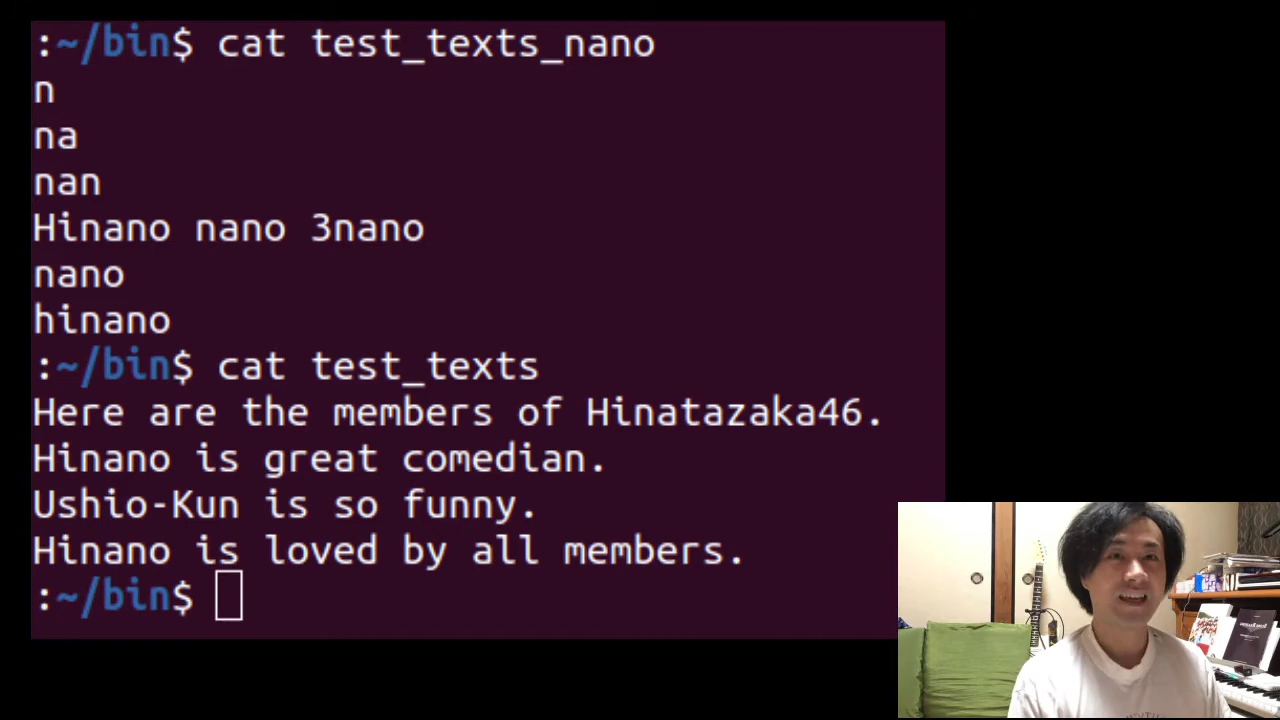 :~/bin$ cat test_texts_nano
n
na
nan
Hinano nano 3nano
nano
hinano
:~/bin$ cat test_texts
Here are the members of Hinatazaka46.
Hinano is great comedian.
Ushio-Kun is so funny.
Hinano is loved by all members.
:~/bin$